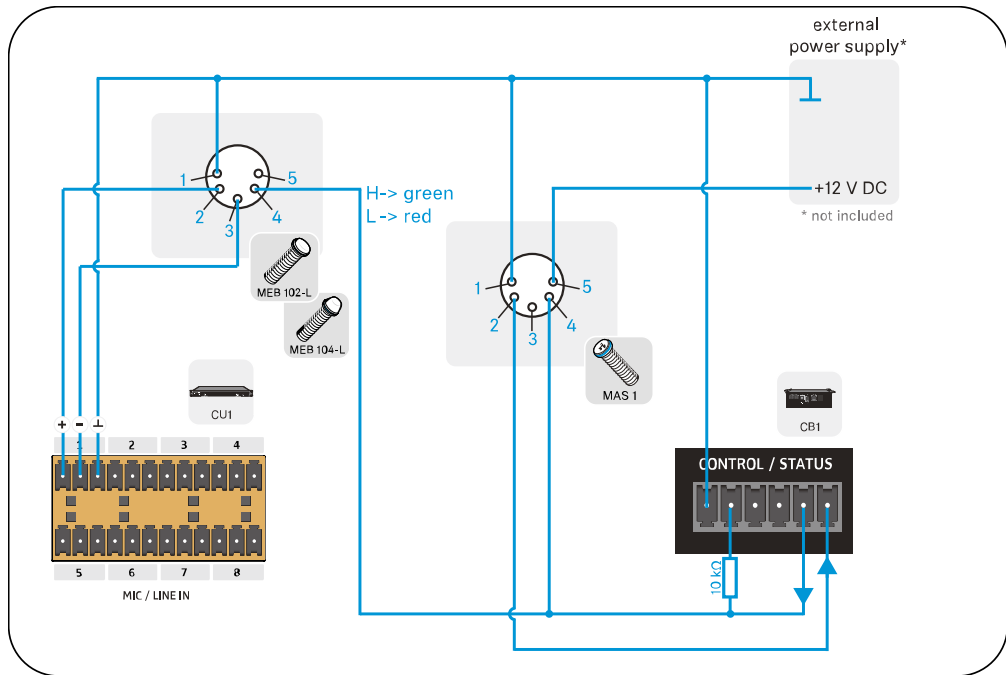 external
power supply*
+12 V DC
* not included
1
2
3
4
5
H-> green
L-> red
MEB 102-L
MEB 104-L
1
2
3
4
5
MAS 1
CU1
CB1
+ - ⊥
1 2 3 4
5 6 7 8
MIC / LINE IN
CONTROL / STATUS
10 kΩ